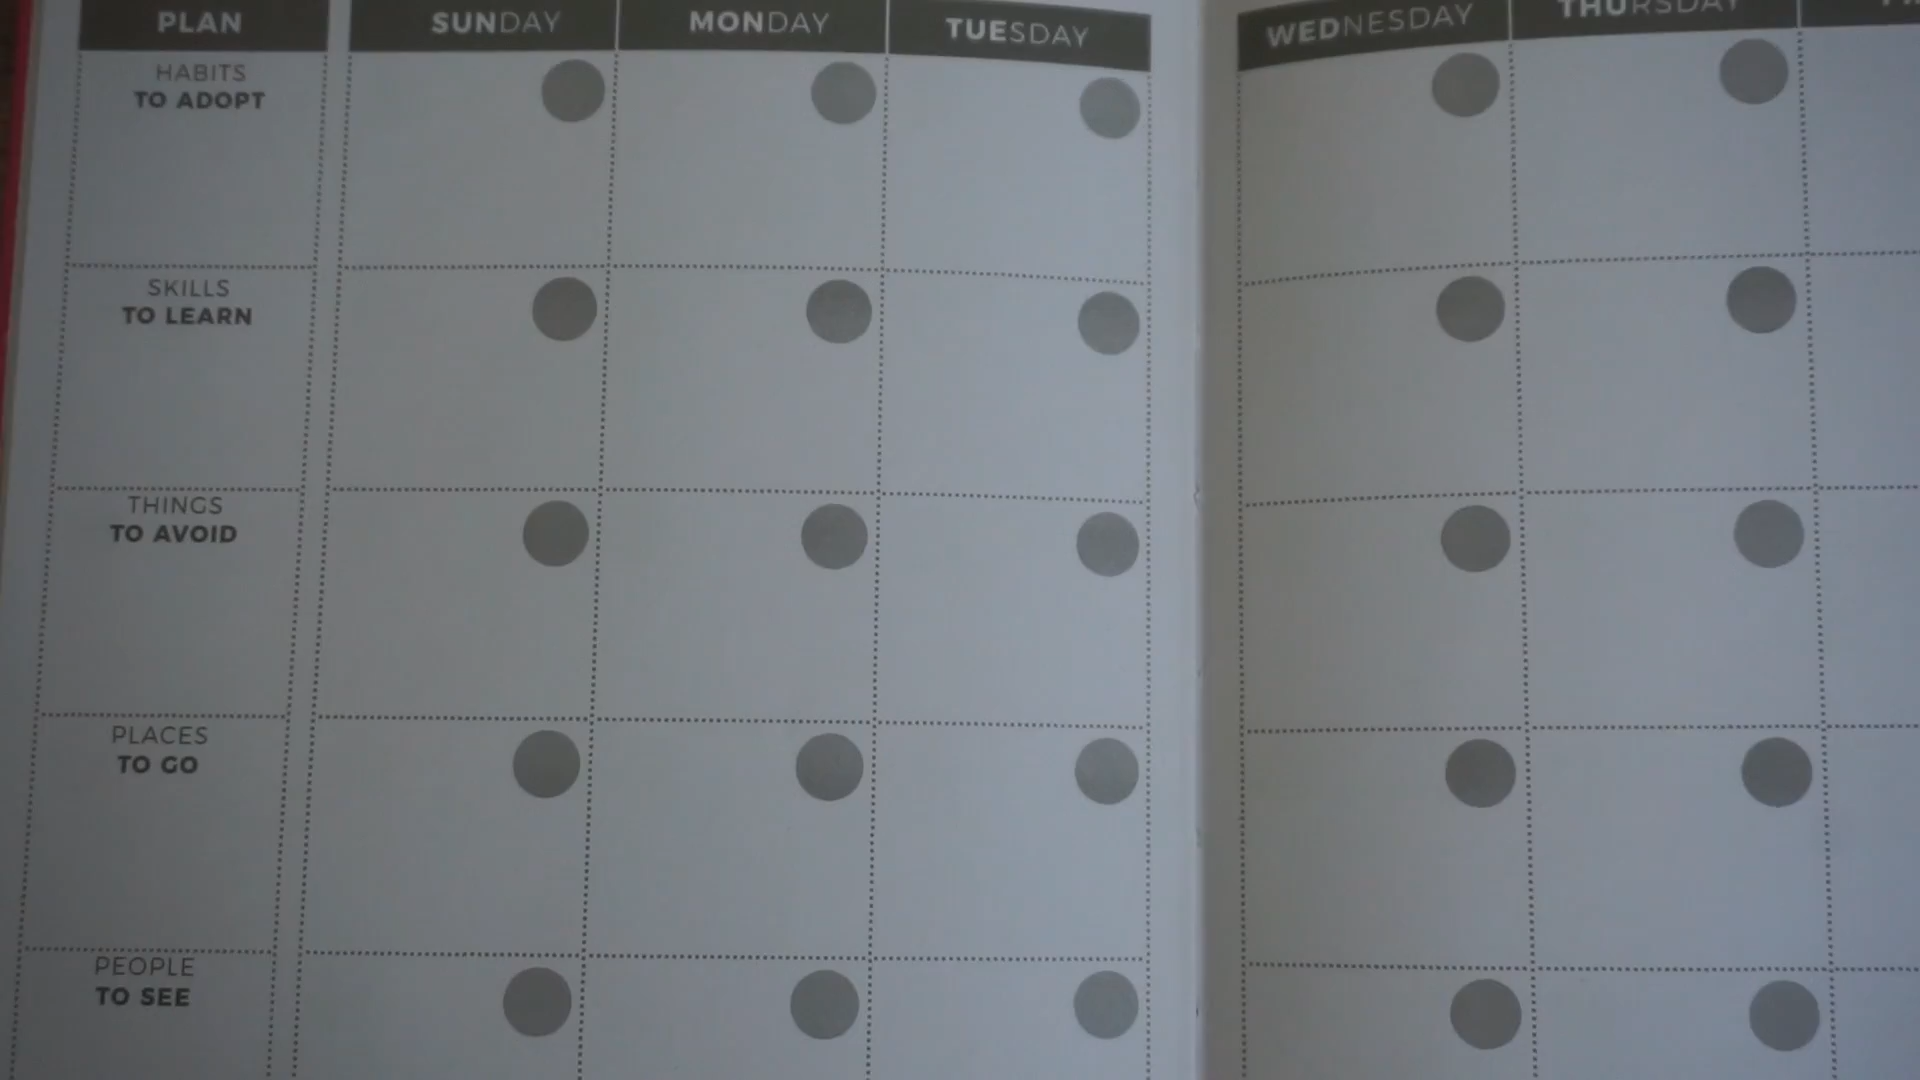 PLAN
SUNDAY
MONDAY
TUESDAY
WEDNESDAY
THURSDAY
HABITS
TO ADOPT
SKILLS
TO LEARN
THINGS
TO AVOID
PLACES
TO GO
PEOPLE
TO SEE